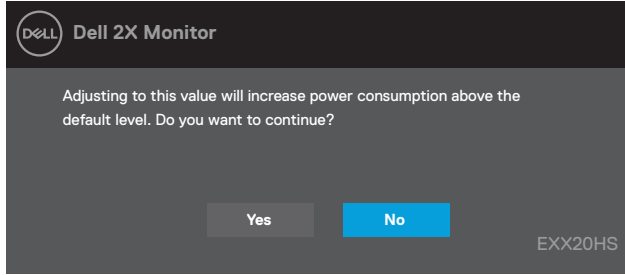 DELL Dell 2X Monitor
Adjusting to this value will increase power consumption above the
default level. Do you want to continue?
Yes No
EXX20HS